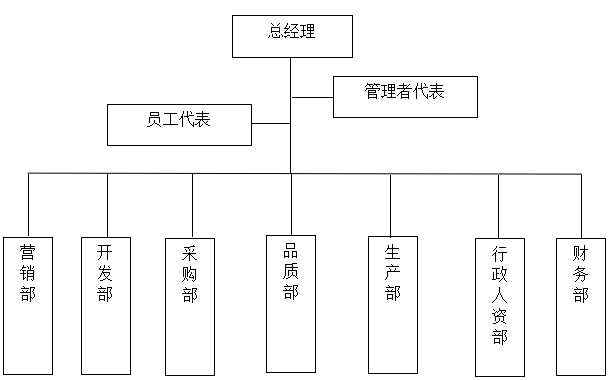 总经理
管理者代表
员工代表
营销部
开发部
采购部
品质部
生产部
行政人资部
财务部